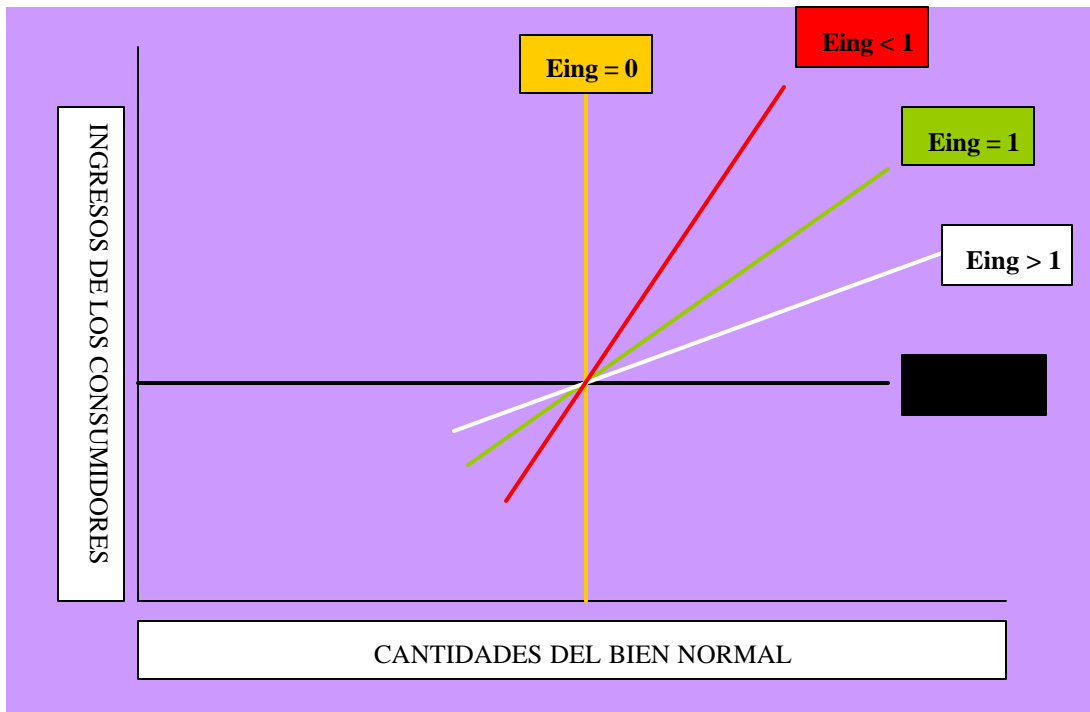 Eing < 1
Eing = 0
Eing = 1
Eing > 1
INGRESOS DE LOS CONSUMIDORES
CANTIDADES DEL BIEN NORMAL